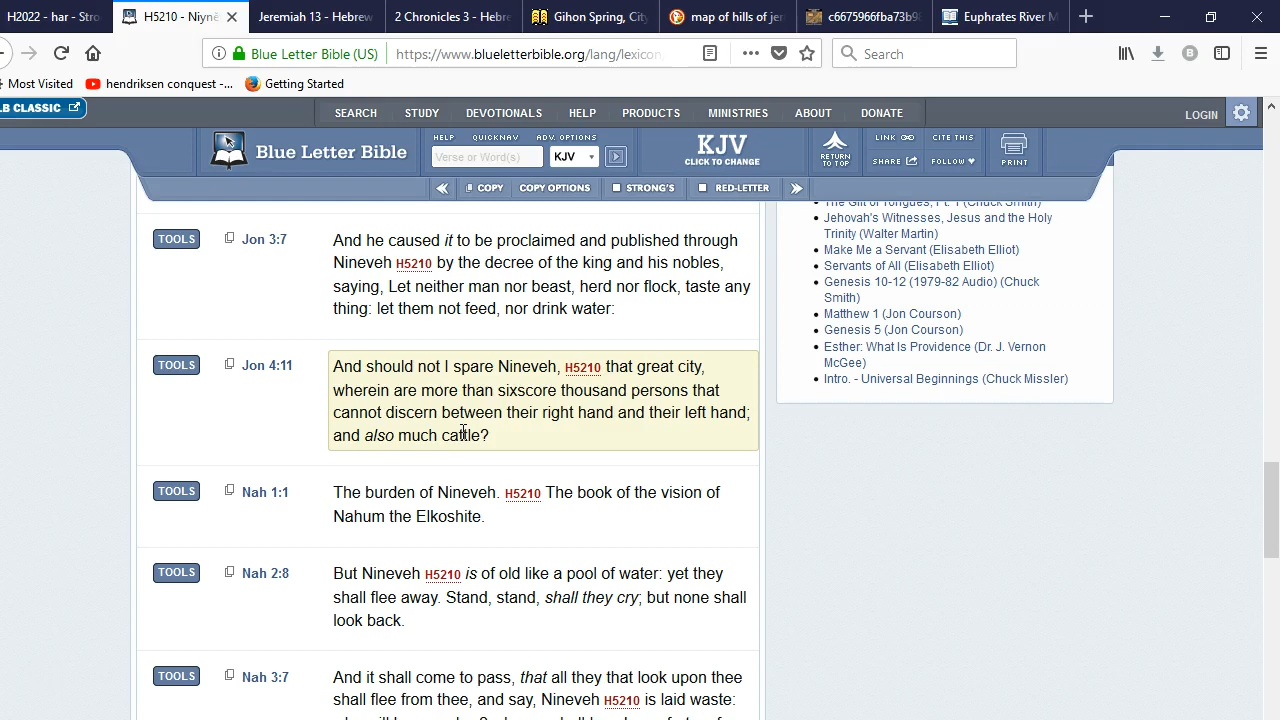 H2022 - har - Stro
H5210 - Niynĕ
Jeremiah 13 - Hebrew
2 Chronicles 3 - Hebre
Gihon Spring, City
map of hills of jer
c6675966fba73b98
Euphrates River M
Blue Letter Bible (US)
https://www.blueletterbible.org/lang/lexicon,
Search
Most Visited
hendriksen conquest -...
Getting Started
LB CLASSIC
SEARCH STUDY DEVOTIONALS HELP PRODUCTS MINISTRIES ABOUT DONATE
LOGIN
Blue Letter Bible
HELP QUICKNAV ADV. OPTIONS
Verse or Word(s)
KJV
KJV
CLICK TO CHANGE
RETURN
TO TOP
LINK
CITE THIS
SHARE
FOLLOW
PRINT
COPY COPY OPTIONS STRONG'S RED-LETTER
TOOLS
Jon 3:7
And he caused it to be proclaimed and published through
Nineveh H5210 by the decree of the king and his nobles,
saying, Let neither man nor beast, herd nor flock, taste any
thing: let them not feed, nor drink water:
TOOLS
Jon 4:11
And should not I spare Nineveh, H5210 that great city,
wherein are more than sixscore thousand persons that
cannot discern between their right hand and their left hand;
and also much cattle?
TOOLS
Nah 1:1
The burden of Nineveh. H5210 The book of the vision of
Nahum the Elkoshite.
TOOLS
Nah 2:8
But Nineveh H5210 is of old like a pool of water: yet they
shall flee away. Stand, stand, shall they cry; but none shall
look back.
TOOLS
Nah 3:7
And it shall come to pass, that all they that look upon thee
shall flee from thee, and say, Nineveh H5210 is laid waste:
The Gift of Tongues, Pt. 1 (Chuck Smith)
Jehovah's Witnesses, Jesus and the Holy
Trinity (Walter Martin)
Make Me a Servant (Elisabeth Elliot)
Servants of All (Elisabeth Elliot)
Genesis 10-12 (1979-82 Audio) (Chuck
Smith)
Matthew 1 (Jon Courson)
Genesis 5 (Jon Courson)
Esther: What Is Providence (Dr. J. Vernon
McGee)
Intro. - Universal Beginnings (Chuck Missler)